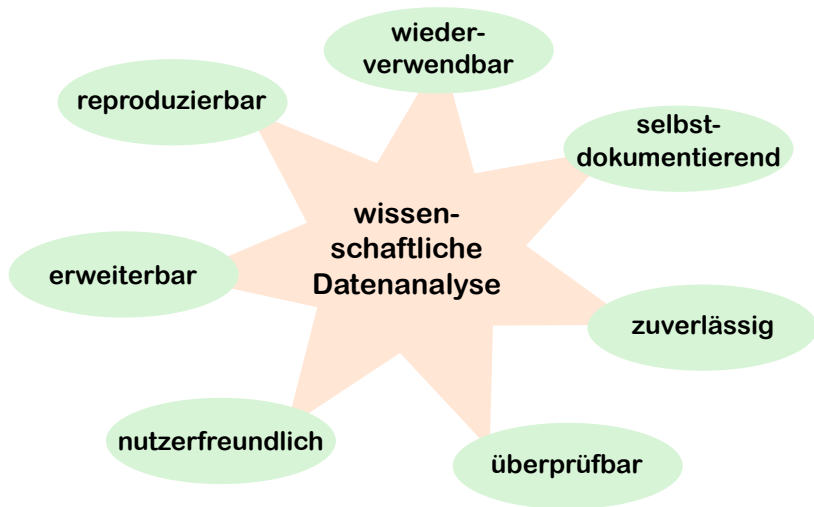 wieder-
verwendbar
reproduzierbar
selbst-
dokumentierend
wissen-
schaftliche
Datenanalyse
erweiterbar
zuverlässig
nutzerfreundlich
überprüfbar